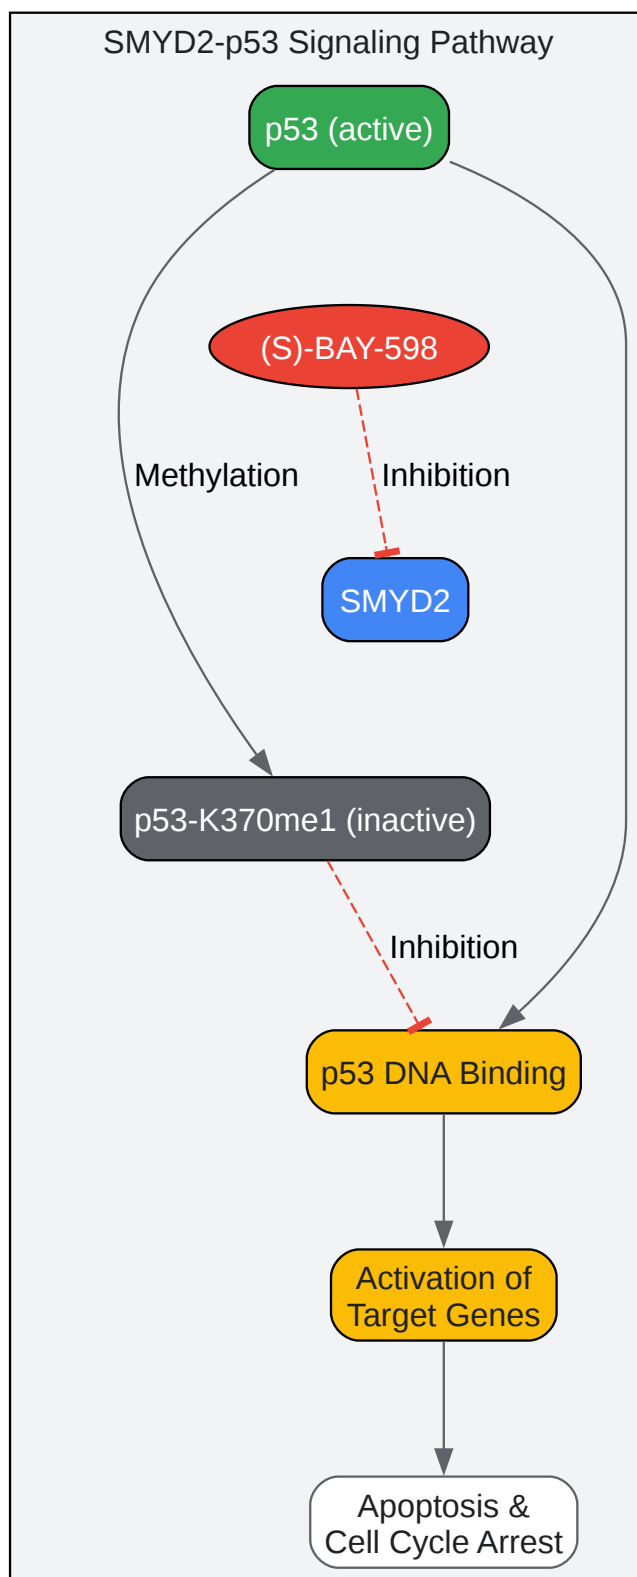 SMYD2-p53 Signaling Pathway
p53 (active)
(S)-BAY-598
Methylation
Inhibition
SMYD2
p53-K370me1 (inactive)
Inhibition
p53 DNA Binding
Activation of
Target Genes
Apoptosis &
Cell Cycle Arrest